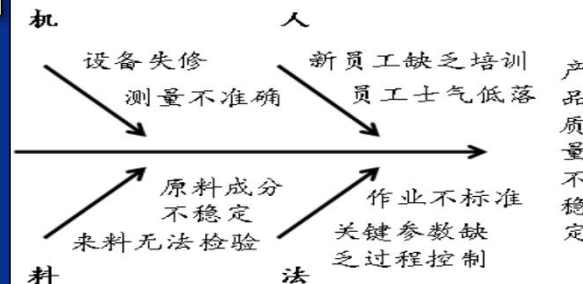 机
人
设备失修
测量不准确
新员工缺乏培训
员工士气低落
原料成分
不稳定
来料无法检验
作业不标准
关键参数缺
乏过程控制
料
法
产
品
质
量
不
稳
定